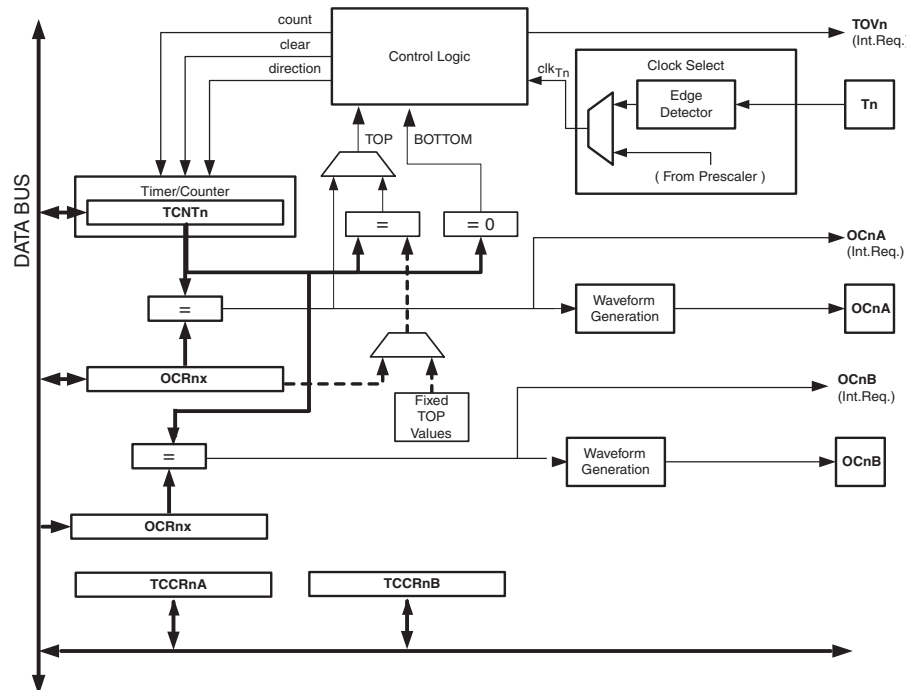 count
TOVn
(Int.Req.)
clear
Control Logic
Clock Select
direction
clkTn
Edge
Detector
Tn
TOP
BOTTOM
( From Prescaler )
Timer/Counter
TCNTn
=
= 0
OCnA
(Int.Req.)
DATA BUS
=
Waveform
Generation
OCnA
OCRnx
Fixed
TOP
Values
OCnB
(Int.Req.)
=
Waveform
Generation
OCnB
OCRnx
TCCRnA
TCCRnB